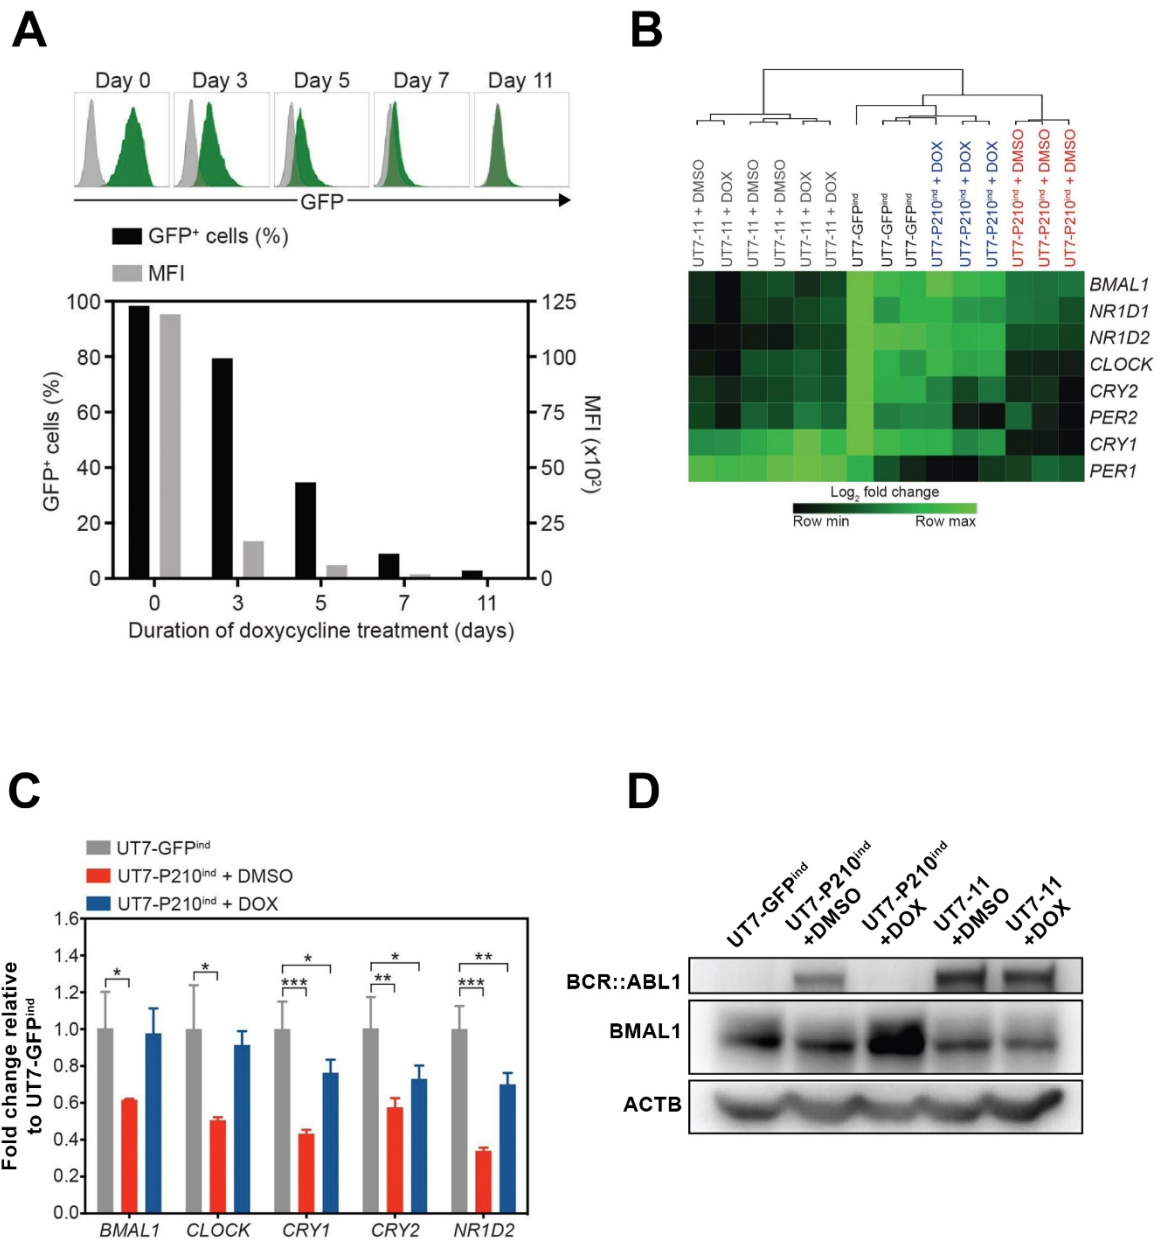 A
Day 0 Day 3 Day 5 Day 7 Day 11
GFP
GFP⁺ cells (%)
MFI
100 125
80 100
60 75
40 50
20 25
0 0
GFP⁺ cells (%)
MFI (x10²)
0 3 5 7 11
Duration of doxycycline treatment (days)
B
UT7-11 + DMSO
UT7-11 + DOX
UT7-11 + DMSO
UT7-11 + DMSO
UT7-11 + DOX
UT7-11 + DOX
UT7-GFPⁱⁿᵈ
UT7-GFPⁱⁿᵈ
UT7-GFPⁱⁿᵈ
UT7-P210ⁱⁿᵈ + DOX
UT7-P210ⁱⁿᵈ + DOX
UT7-P210ⁱⁿᵈ + DOX
UT7-P210ⁱⁿᵈ + DMSO
UT7-P210ⁱⁿᵈ + DMSO
UT7-P210ⁱⁿᵈ + DMSO
BMAL1
NR1D1
NR1D2
CLOCK
CRY2
PER2
CRY1
PER1
Log₂ fold change
Row min Row max
C
UT7-GFPⁱⁿᵈ
UT7-P210ⁱⁿᵈ + DMSO
UT7-P210ⁱⁿᵈ + DOX
Fold change relative
to UT7-GFPⁱⁿᵈ
1.6
1.4
1.2
1.0
0.8
0.6
0.4
0.2
0.0
* * * *** * ** ** ***
BMAL1 CLOCK CRY1 CRY2 NR1D2
D
UT7-GFPⁱⁿᵈ
UT7-P210ⁱⁿᵈ
+DMSO
UT7-P210ⁱⁿᵈ
+DOX
UT7-11
+DMSO
UT7-11
+DOX
BCR::ABL1
BMAL1
ACTB